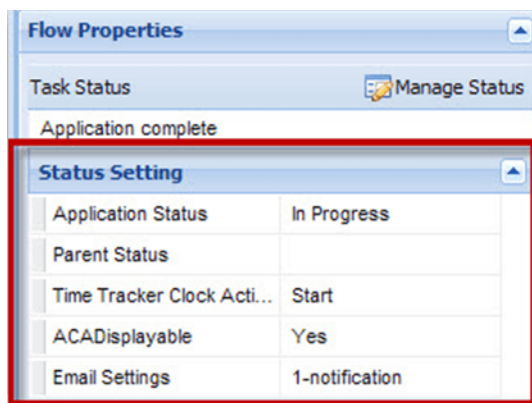 Flow Properties
Task Status Manage Status
Application complete
Status Setting
Application Status In Progress
Parent Status
Time Tracker Clock Acti... Start
ACADisplayable Yes
Email Settings 1-notification